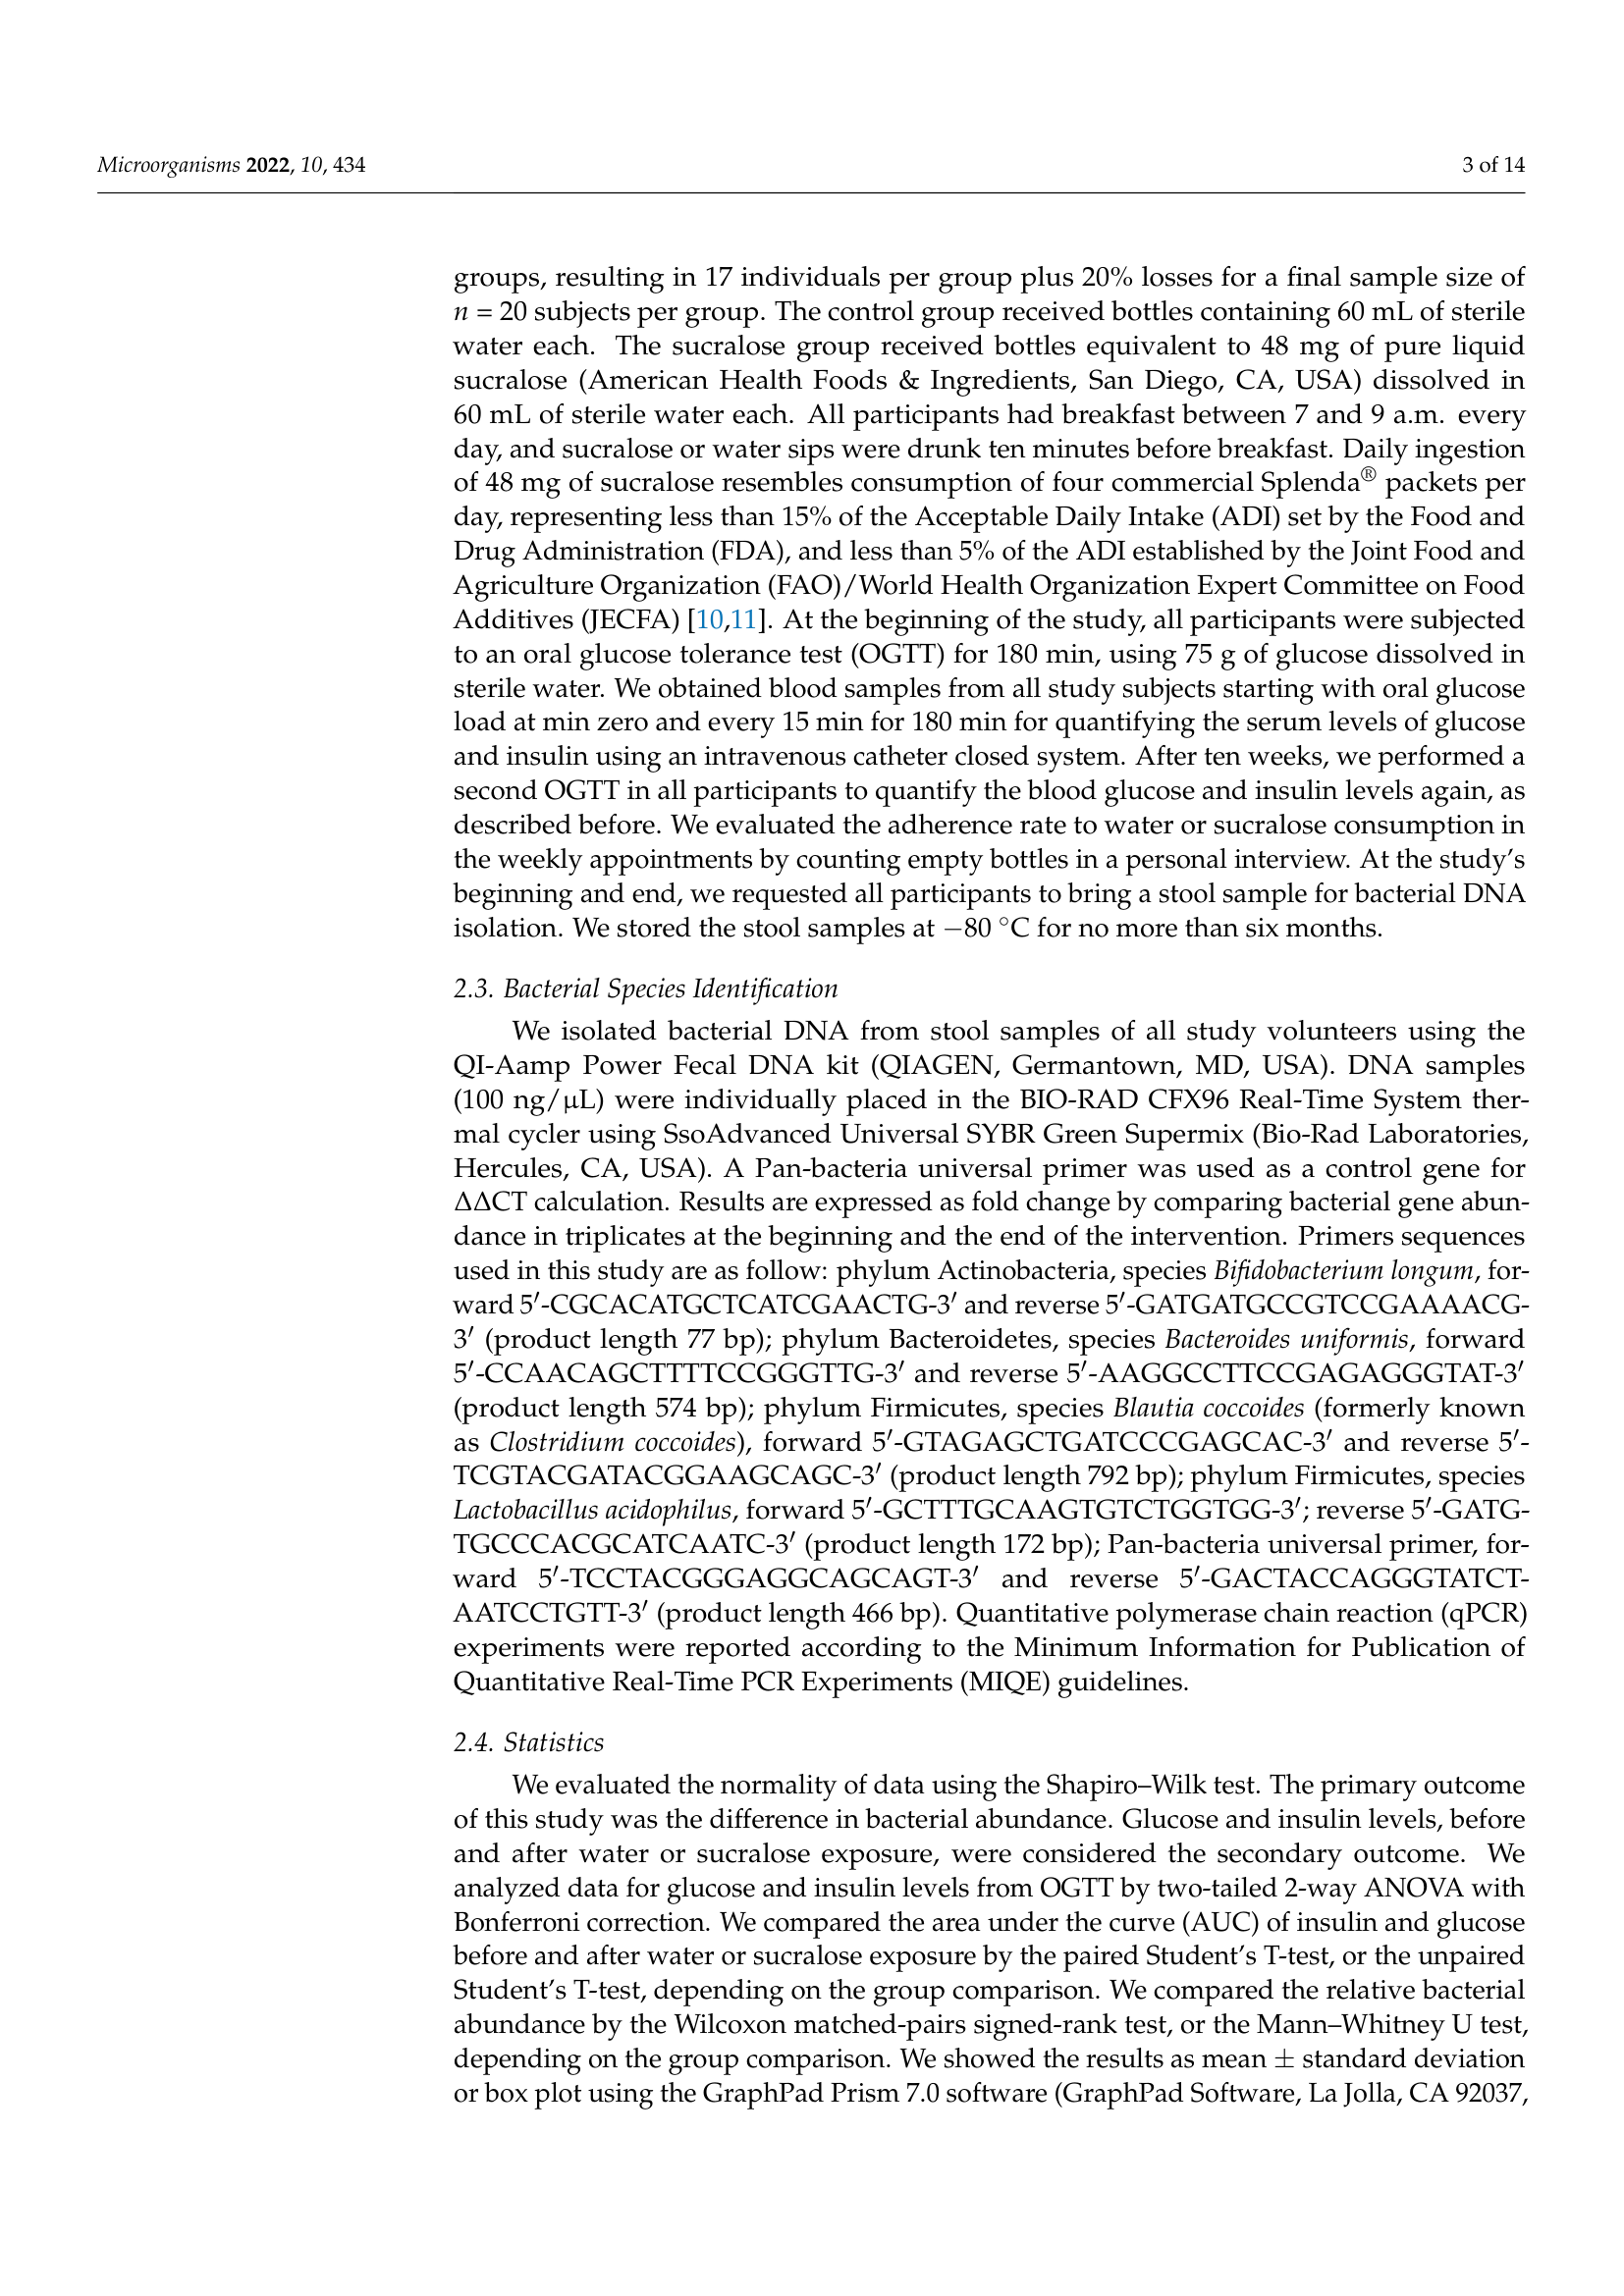 Microorganisms 2022, 10, 434
3 of 14
groups, resulting in 17 individuals per group plus 20% losses for a final sample size of
n = 20 subjects per group. The control group received bottles containing 60 mL of sterile
water each. The sucralose group received bottles equivalent to 48 mg of pure liquid
sucralose (American Health Foods & Ingredients, San Diego, CA, USA) dissolved in
60 mL of sterile water each. All participants had breakfast between 7 and 9 a.m. every
day, and sucralose or water sips were drunk ten minutes before breakfast. Daily ingestion
of 48 mg of sucralose resembles consumption of four commercial Splenda® packets per
day, representing less than 15% of the Acceptable Daily Intake (ADI) set by the Food and
Drug Administration (FDA), and less than 5% of the ADI established by the Joint Food and
Agriculture Organization (FAO)/World Health Organization Expert Committee on Food
Additives (JECFA) [10,11]. At the beginning of the study, all participants were subjected
to an oral glucose tolerance test (OGTT) for 180 min, using 75 g of glucose dissolved in
sterile water. We obtained blood samples from all study subjects starting with oral glucose
load at min zero and every 15 min for 180 min for quantifying the serum levels of glucose
and insulin using an intravenous catheter closed system. After ten weeks, we performed a
second OGTT in all participants to quantify the blood glucose and insulin levels again, as
described before. We evaluated the adherence rate to water or sucralose consumption in
the weekly appointments by counting empty bottles in a personal interview. At the study's
beginning and end, we requested all participants to bring a stool sample for bacterial DNA
isolation. We stored the stool samples at −80 °C for no more than six months.
2.3. Bacterial Species Identification
We isolated bacterial DNA from stool samples of all study volunteers using the
QI-Aamp Power Fecal DNA kit (QIAGEN, Germantown, MD, USA). DNA samples
(100 ng/µL) were individually placed in the BIO-RAD CFX96 Real-Time System ther-
mal cycler using SsoAdvanced Universal SYBR Green Supermix (Bio-Rad Laboratories,
Hercules, CA, USA). A Pan-bacteria universal primer was used as a control gene for
∆∆CT calculation. Results are expressed as fold change by comparing bacterial gene abun-
dance in triplicates at the beginning and the end of the intervention. Primers sequences
used in this study are as follow: phylum Actinobacteria, species Bifidobacterium longum, for-
ward 5′-CGCACATGCTCATCGAACTG-3′ and reverse 5′-GATGATGCCGTCCGAAAACG-
3′ (product length 77 bp); phylum Bacteroidetes, species Bacteroides uniformis, forward
5′-CCAACAGCTTTTCCGGGTTG-3′ and reverse 5′-AAGGCCTTCCGAGAGGGTAT-3′
(product length 574 bp); phylum Firmicutes, species Blautia coccoides (formerly known
as Clostridium coccoides), forward 5′-GTAGAGCTGATCCCGAGCAC-3′ and reverse 5′-
TCGTACGATACGGAAGCAGC-3′ (product length 792 bp); phylum Firmicutes, species
Lactobacillus acidophilus, forward 5′-GCTTTGCAAGTGTCTGGTGG-3′; reverse 5′-GATG-
TGCCCACGCATCAATC-3′ (product length 172 bp); Pan-bacteria universal primer, for-
ward 5′-TCCTACGGGAGGCAGCAGT-3′ and reverse 5′-GACTACCAGGGTATCT-
AATCCTGTT-3′ (product length 466 bp). Quantitative polymerase chain reaction (qPCR)
experiments were reported according to the Minimum Information for Publication of
Quantitative Real-Time PCR Experiments (MIQE) guidelines.
2.4. Statistics
We evaluated the normality of data using the Shapiro–Wilk test. The primary outcome
of this study was the difference in bacterial abundance. Glucose and insulin levels, before
and after water or sucralose exposure, were considered the secondary outcome. We
analyzed data for glucose and insulin levels from OGTT by two-tailed 2-way ANOVA with
Bonferroni correction. We compared the area under the curve (AUC) of insulin and glucose
before and after water or sucralose exposure by the paired Student's T-test, or the unpaired
Student's T-test, depending on the group comparison. We compared the relative bacterial
abundance by the Wilcoxon matched-pairs signed-rank test, or the Mann–Whitney U test,
depending on the group comparison. We showed the results as mean ± standard deviation
or box plot using the GraphPad Prism 7.0 software (GraphPad Software, La Jolla, CA 92037,